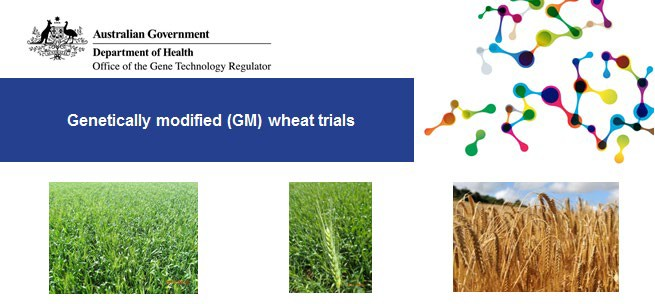 Australian Government
Department of Health
Office of the Gene Technology Regulator
Genetically modified (GM) wheat trials